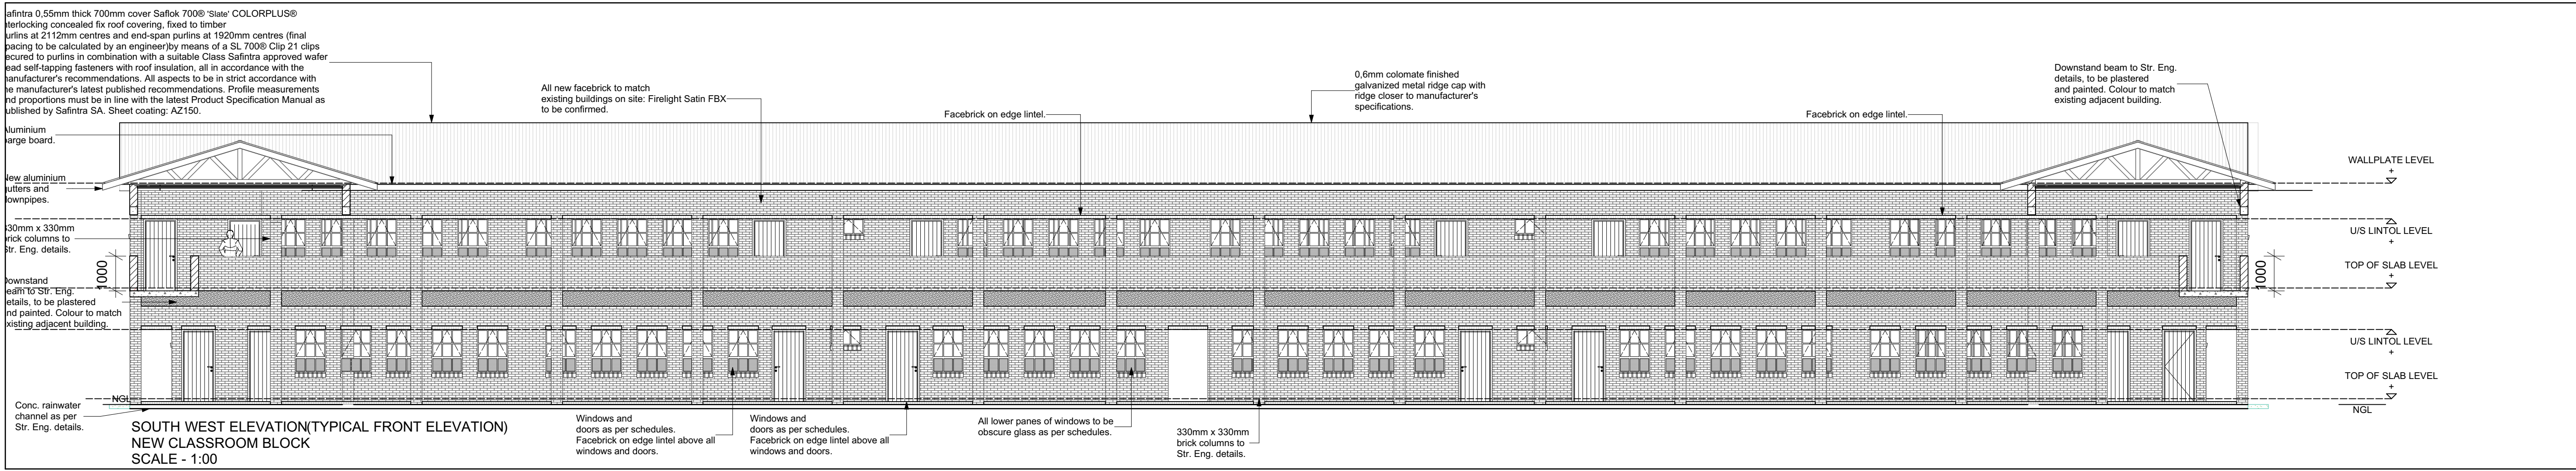 afintra 0,55mm thick 700mm cover Saflok 700® 'Slate' COLORPLUS®
nterlocking concealed fix roof covering, fixed to timber
urlins at 2112mm centres and end-span purlins at 1920mm centres (final
pacing to be calculated by an engineer)by means of a SL 700® Clip 21 clips
ecured to purlins in combination with a suitable Class Safintra approved wafer
ead self-tapping fasteners with roof insulation, all in accordance with the
nanufacturer's recommendations. All aspects to be in strict accordance with
he manufacturer's latest published recommendations. Profile measurements
nd proportions must be in line with the latest Product Specification Manual as
ublished by Safintra SA. Sheet coating: AZ150.
Aluminium
barge board.
New aluminium
gutters and
downpipes.
330mm x 330mm
brick columns to
Str. Eng. details.
1000
Downstand
beam to Str. Eng.
details, to be plastered
and painted. Colour to match
existing adjacent building.
NGL
Conc. rainwater
channel as per
Str. Eng. details.
All new facebrick to match
existing buildings on site: Firelight Satin FBX
to be confirmed.
Facebrick on edge lintel.
0,6mm colomate finished
galvanized metal ridge cap with
ridge closer to manufacturer's
specifications.
Facebrick on edge lintel.
Downstand beam to Str. Eng.
details, to be plastered
and painted. Colour to match
existing adjacent building.
WALLPLATE LEVEL
+
U/S LINTOL LEVEL
+
TOP OF SLAB LEVEL
+
1000
U/S LINTOL LEVEL
+
TOP OF SLAB LEVEL
+
NGL
Windows and
doors as per schedules.
Facebrick on edge lintel above all
windows and doors.
Windows and
doors as per schedules.
Facebrick on edge lintel above all
windows and doors.
All lower panes of windows to be
obscure glass as per schedules.
330mm x 330mm
brick columns to
Str. Eng. details.
SOUTH WEST ELEVATION(TYPICAL FRONT ELEVATION)
NEW CLASSROOM BLOCK
SCALE - 1:00